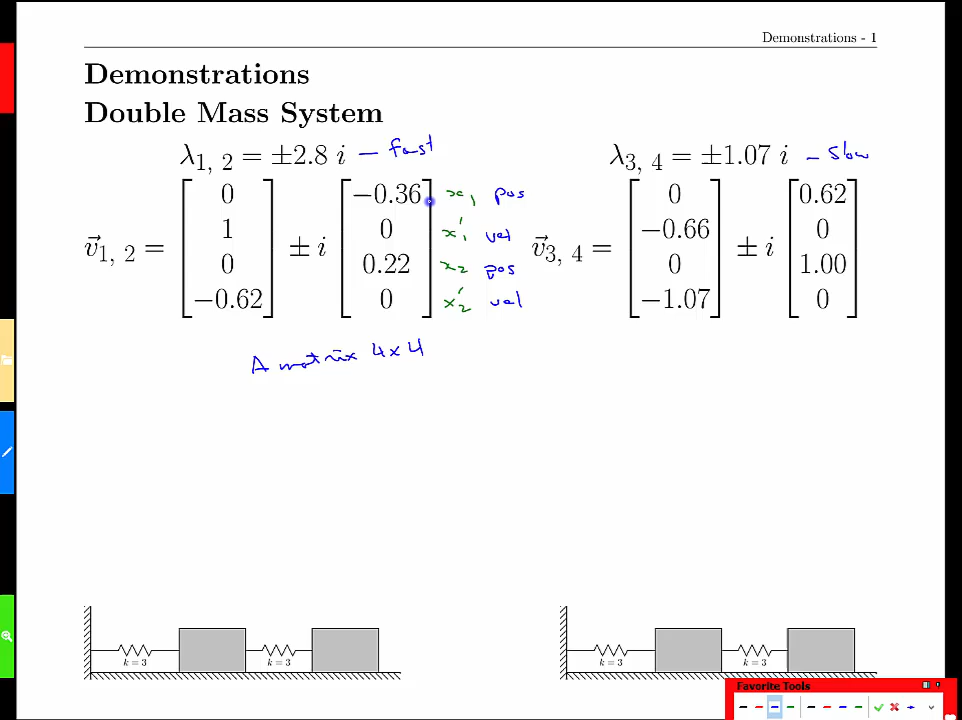 Demonstrations - 1
Demonstrations
Double Mass System
λ1, 2 = ±2.8 i – fast
λ3, 4 = ±1.07 i – slow
v⃗1, 2 = [0 1 0 −0.62] ± i [−0.36 0 0.22 0]
x1 pos
x1' vel
x2 pos
x2' vel
v⃗3, 4 = [0 −0.66 0 −1.07] ± i [0.62 0 1.00 0]
A matrix 4x4
k = 3 k = 3
k = 3 k = 3
Favorite Tools